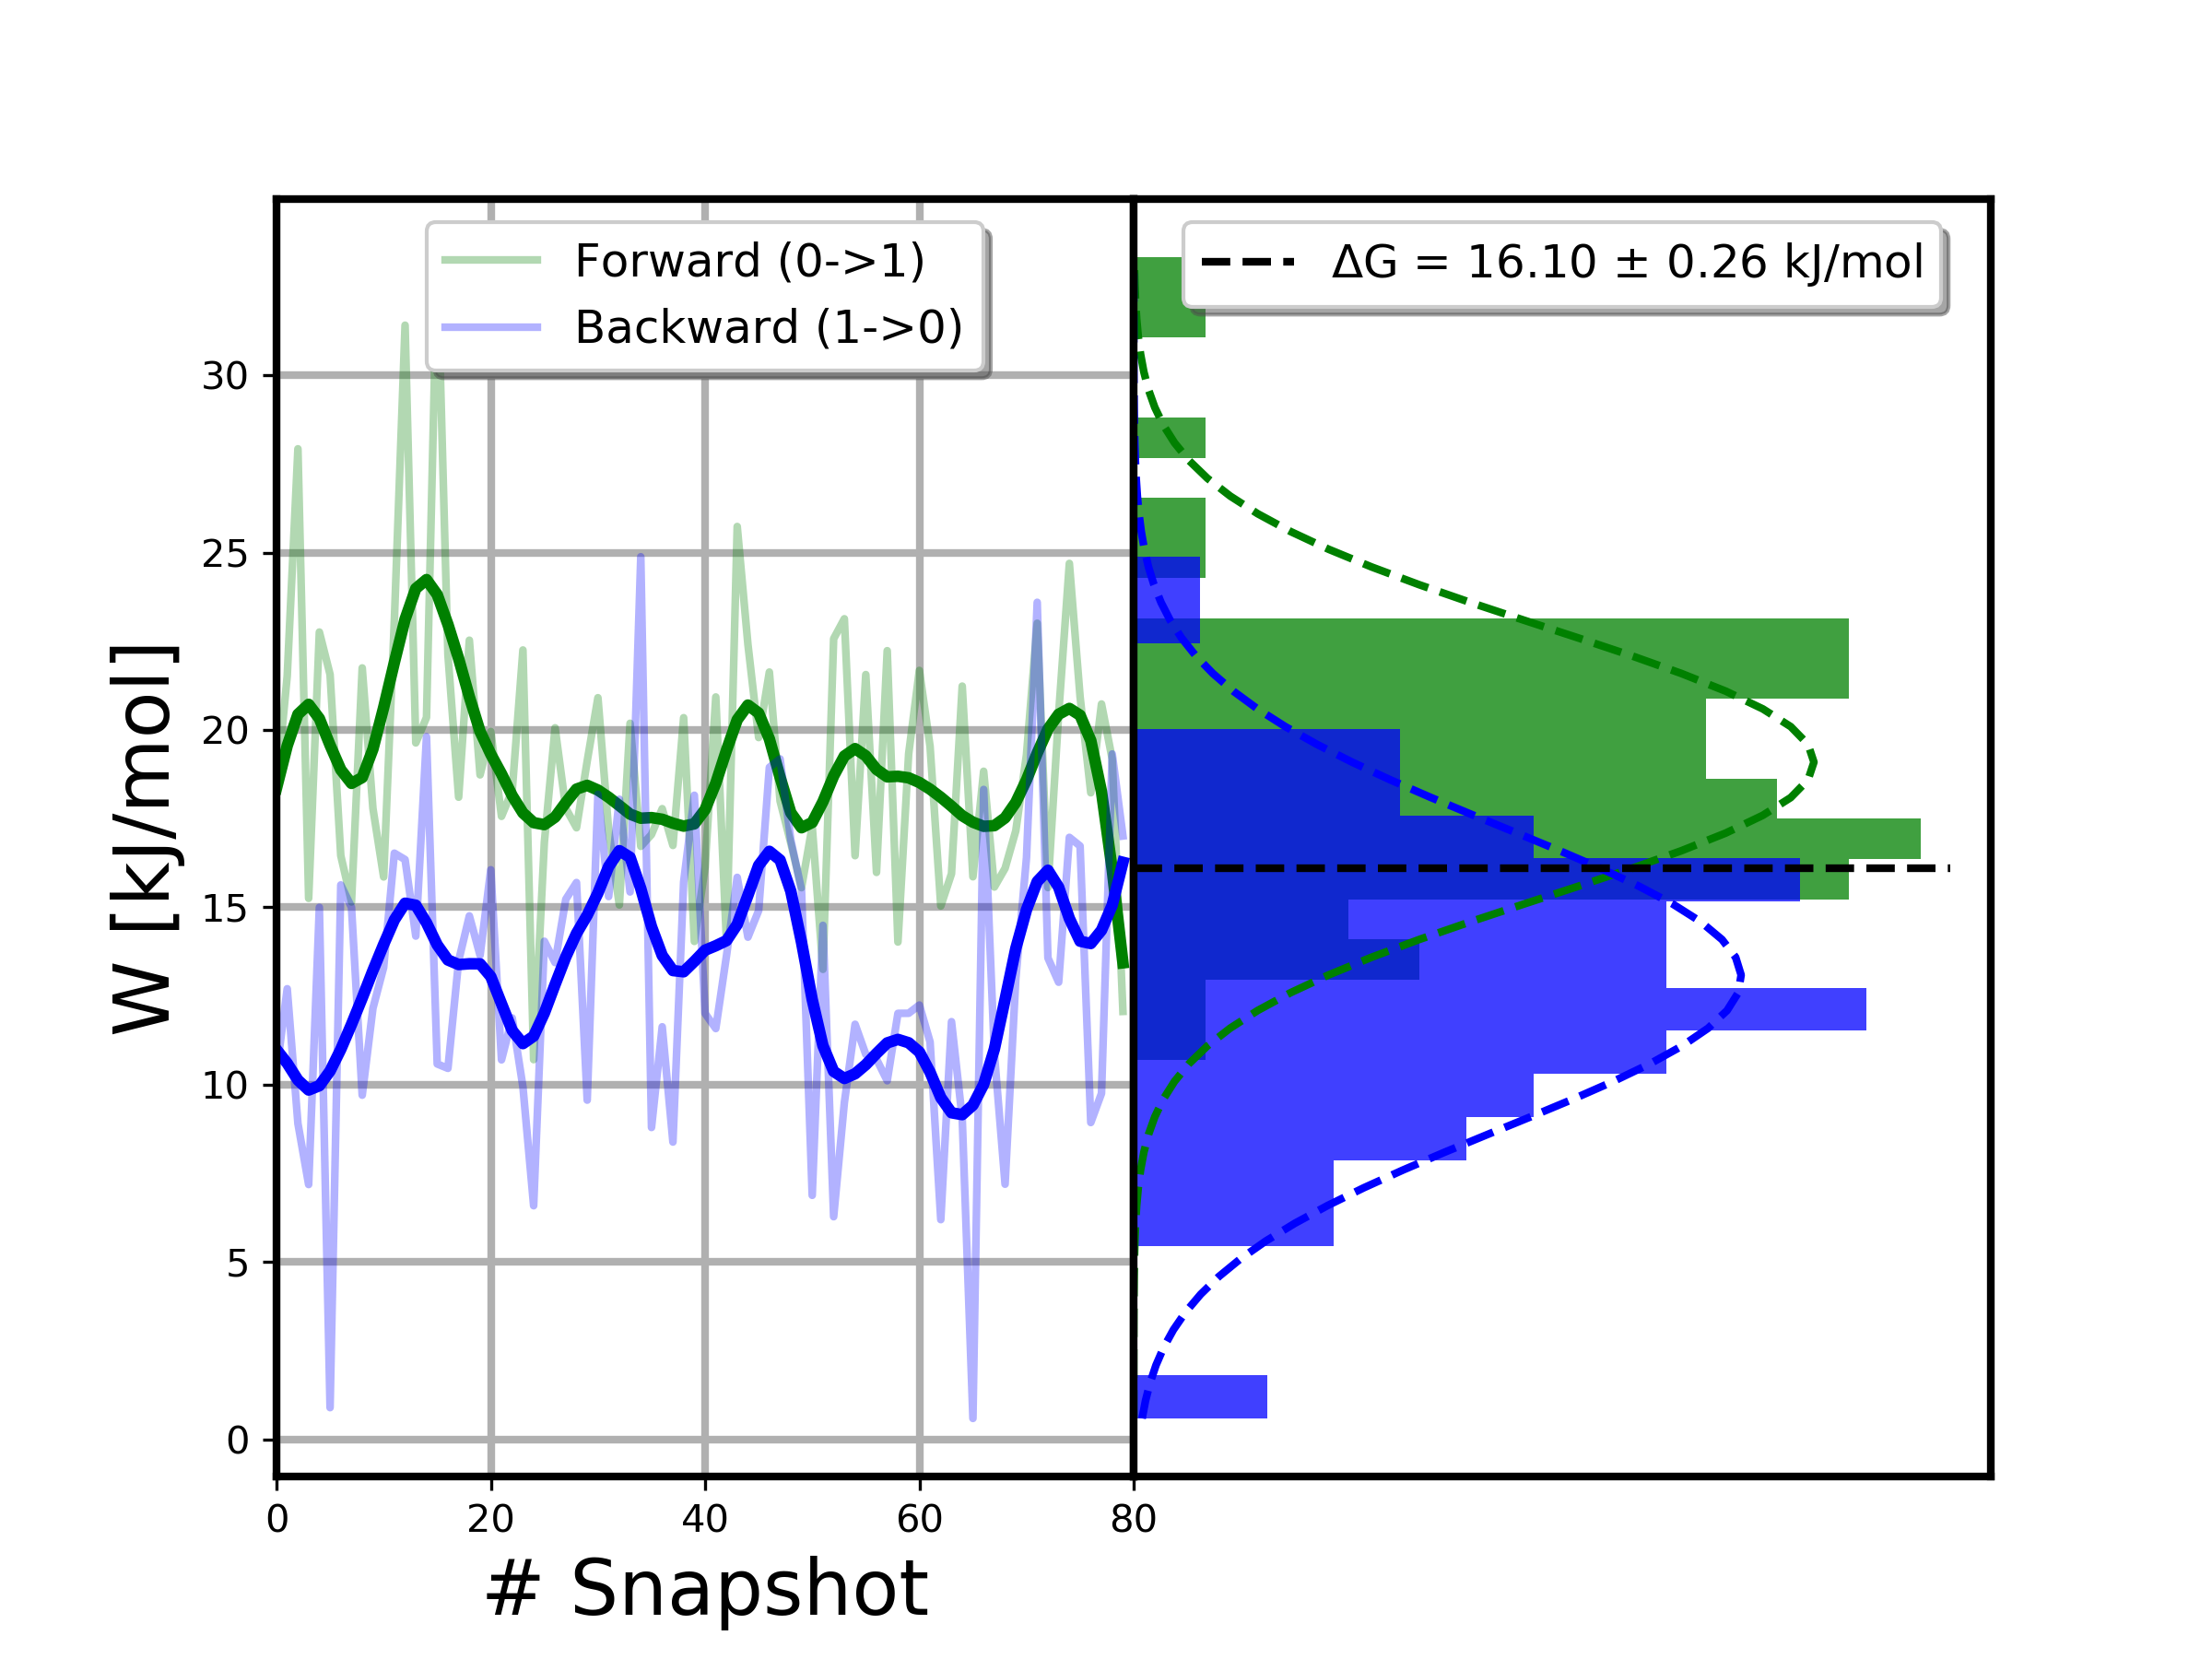 Forward (0->1)
Backward (1->0)
ΔG = 16.10 ± 0.26 kJ/mol
W [kJ/mol]
30
25
20
15
10
5
0
0 20 40 60 80
# Snapshot